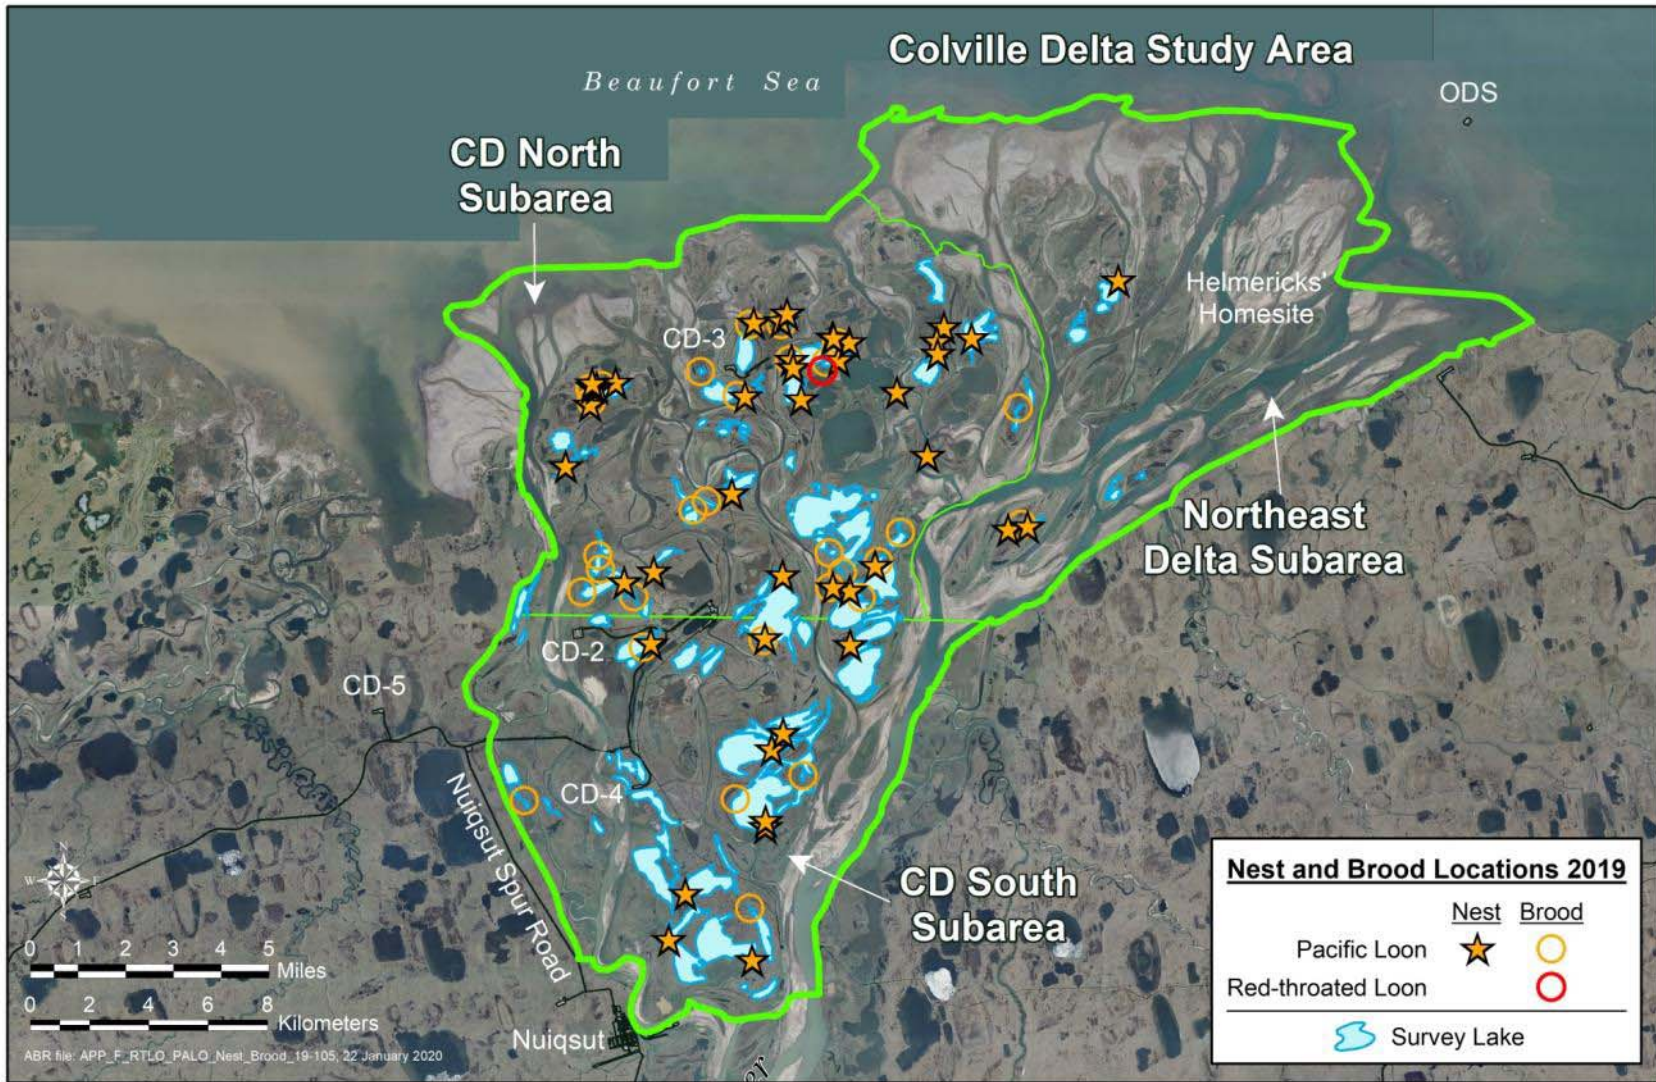 Colville Delta Study Area
Beaufort Sea
ODS
CD North
Subarea
Helmericks'
Homesite
CD-3
Northeast
Delta Subarea
CD-2
CD-5
CD-4
Nuiqsut Spur Road
CD South
Subarea
Nuiqsut
W
0 1 2 3 4 5
Miles
0 2 4 6 8
Kilometers
ABR file: APP_F_RTLO_PALO_Nest_Brood_19-105, 22 January 2020
Nest and Brood Locations 2019
Nest Brood
Pacific Loon
Red-throated Loon
Survey Lake